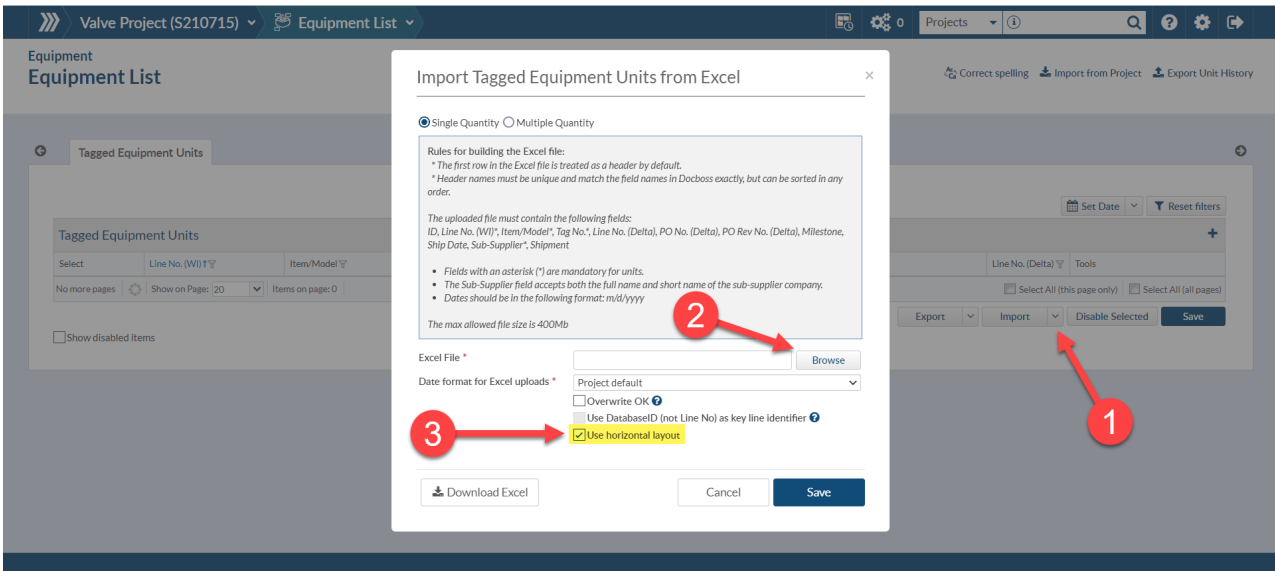 Valve Project (S210715)
Equipment List
0
Projects
Equipment
Equipment List
Correct spelling
Import from Project
Export Unit History
Tagged Equipment Units
Set Date
Reset filters
Tagged Equipment Units
+
Select
Line No. (WI)
Item/Model
Line No. (Delta)
Tools
No more pages
Show on Page: 20
Items on page: 0
Select All (this page only)
Select All (all pages)
Export
Import
Disable Selected
Save
Show disabled items
Import Tagged Equipment Units from Excel
×
Single Quantity
Multiple Quantity
Rules for building the Excel file:
* The first row in the Excel file is treated as a header by default.
* Header names must be unique and match the field names in Docboss exactly, but can be sorted in any
order.
The uploaded file must contain the following fields:
ID, Line No. (WI)*, Item/Model*, Tag No.*, Line No. (Delta), PO No. (Delta), PO Rev No. (Delta), Milestone,
Ship Date, Sub-Supplier*, Shipment
• Fields with an asterisk (*) are mandatory for units.
• The Sub-Supplier field accepts both the full name and short name of the sub-supplier company.
• Dates should be in the following format: m/d/yyyy
The max allowed file size is 400Mb
Excel File *
Browse
Date format for Excel uploads *
Project default
Overwrite OK
Use DatabaseID (not Line No) as key line identifier
Use horizontal layout
Download Excel
Cancel
Save
2
3
1